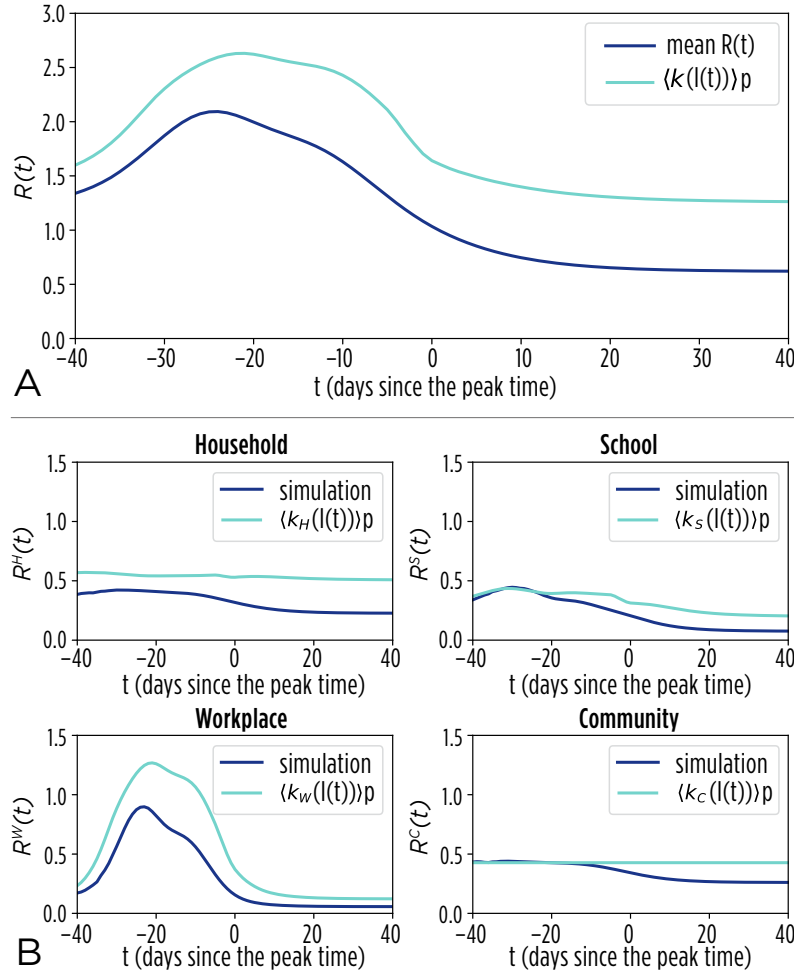 3.0
2.5
2.0
1.5
1.0
0.5
0.0
R(t)
mean R(t)
⟨k(I(t))⟩p
−40 −30 −20 −10 0 10 20 30 40
t (days since the peak time)
A
Household
1.5
1.0
0.5
0.0
R^H(t)
simulation
⟨k_H(I(t))⟩p
−40 −20 0 20 40
t (days since the peak time)
School
1.5
1.0
0.5
0.0
R^S(t)
simulation
⟨k_S(I(t))⟩p
−40 −20 0 20 40
t (days since the peak time)
Workplace
1.5
1.0
0.5
0.0
R^W(t)
simulation
⟨k_W(I(t))⟩p
−40 −20 0 20 40
t (days since the peak time)
Community
1.5
1.0
0.5
0.0
R^C(t)
simulation
⟨k_C(I(t))⟩p
−40 −20 0 20 40
t (days since the peak time)
B